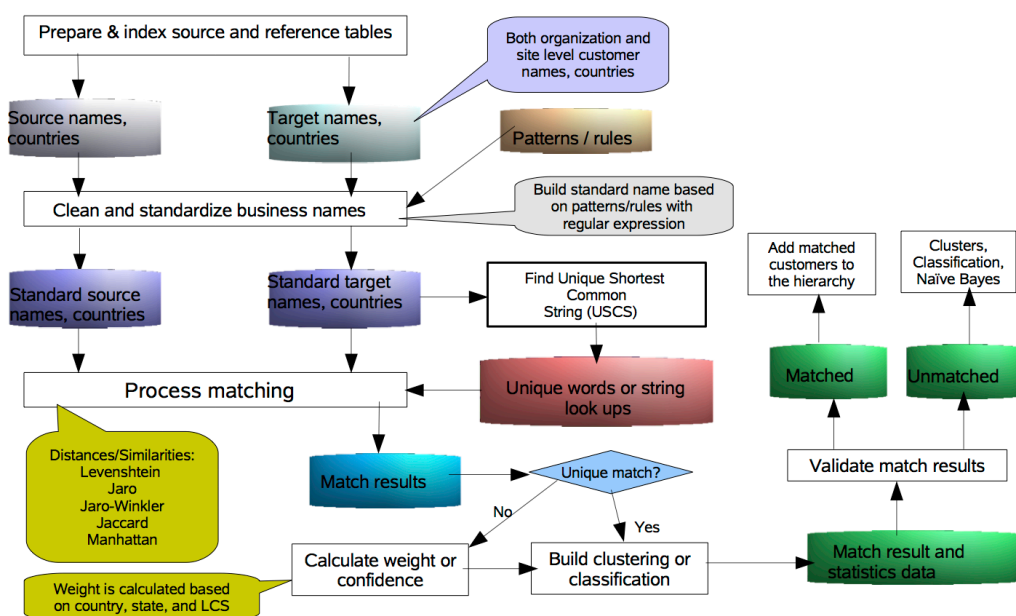 Prepare & index source and reference tables
Both organization and
site level customer
names, countries
Source names,
countries
Target names,
countries
Patterns / rules
Clean and standardize business names
Build standard name based
on patterns/rules with
regular expression
Add matched
customers to
the hierarchy
Clusters,
Classification,
Naïve Bayes
Standard source
names, countries
Standard target
names, countries
Find Unique Shortest
Common
String (USCS)
Matched
Unmatched
Process matching
Unique words or string
look ups
Distances/Similarities:
Levenshtein
Jaro
Jaro-Winkler
Jaccard
Manhattan
Match results
Unique match?
Validate match results
No
Yes
Calculate weight or
confidence
Build clustering or
classification
Match result and
statistics data
Weight is calculated based
on country, state, and LCS